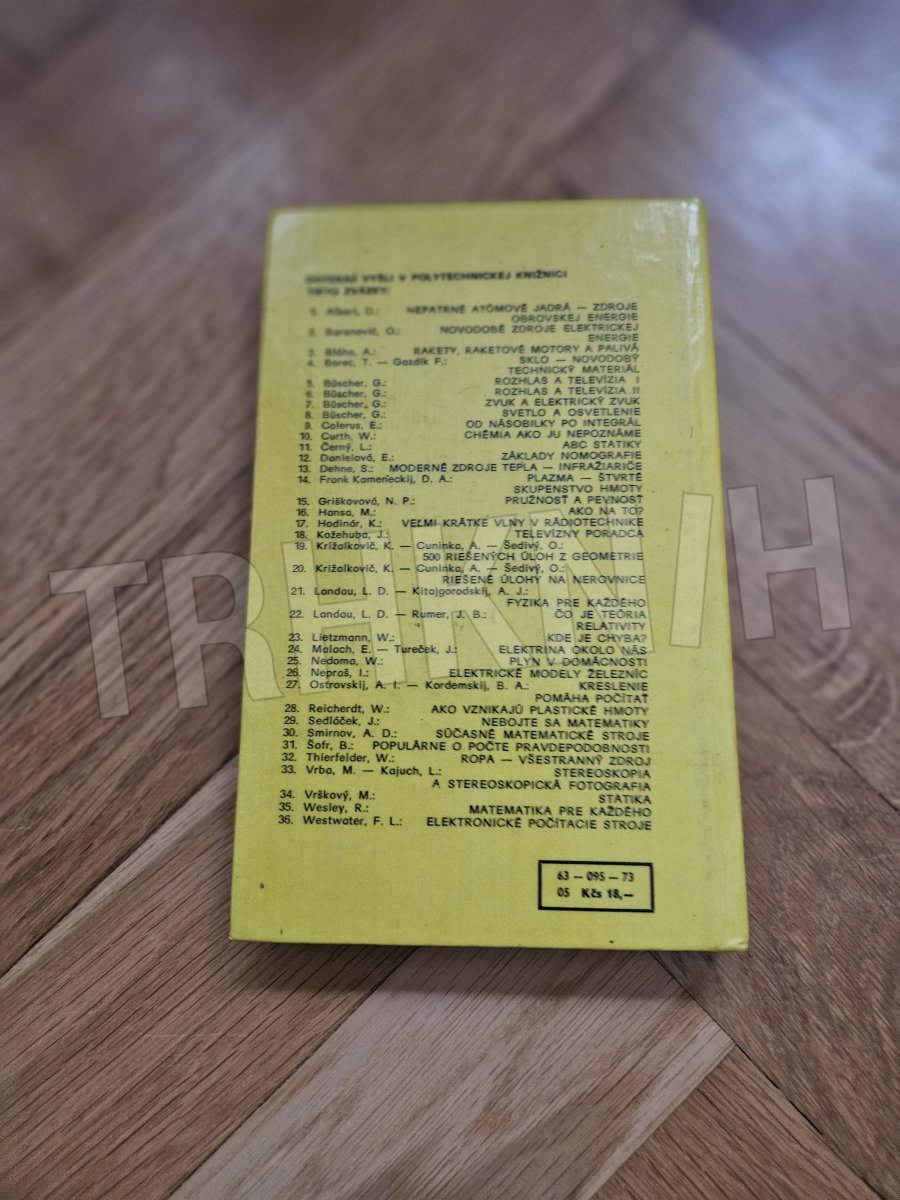 DOTERAZ VYŠLI V POLYTECHNICKEJ KNIŽNICI
TIETO ZVÄZKY:
1. Albert, D.: NEPATRNÉ ATÓMOVÉ JADRÁ — ZDROJE
OBROVSKEJ ENERGIE
2. Baranovič, O.: NOVODOBÉ ZDROJE ELEKTRICKEJ
ENERGIE
3. Bláha, A.: RAKETY, RAKETOVÉ MOTORY A PALIVÁ
4. Borec, T. — Gazdík F.: SKLO — NOVODOBÝ
TECHNICKÝ MATERIÁL
5. Büscher, G.: ROZHLAS A TELEVÍZIA I
6. Büscher, G.: ROZHLAS A TELEVÍZIA II
7. Büscher, G.: ZVUK A ELEKTRICKÝ ZVUK
8. Büscher, G.: SVETLO A OSVETLENIE
9. Colerus, E.: OD NÁSOBILKY PO INTEGRÁL
10. Curth, W.: CHÉMIA AKO JU NEPOZNÁME
11. Černý, L.: ABC STATIKY
12. Danielová, E.: ZÁKLADY NOMOGRAFIE
13. Dehne, S.: MODERNÉ ZDROJE TEPLA — INFRAŽIARIČE
14. Frank Kameneckij, D. A.: PLAZMA — ŠTVRTÉ
SKUPENSTVO HMOTY
15. Griškovová, N. P.: PRUŽNOSŤ A PEVNOSŤ
16. Hansa, M.: AKO NA TO?
17. Hodinár, K.: VEĽMI KRÁTKE VLNY V RÁDIOTECHNIKE
18. Kožehuba, J.: TELEVÍZNY PORADCA
19. Križalkovič, K. — Cuninka, A. — Šedivý, O.:
500 RIEŠENÝCH ÚLOH Z GEOMETRIE
20. Križalkovič, K. — Cuninka, A. — Šedivý, O.:
RIEŠENÉ ÚLOHY NA NEROVNICE
21. Landau, L. D. — Kitajgorodskij, A. J.:
FYZIKA PRE KAŽDÉHO
22. Landau, L. D. — Rumer, J. B.: ČO JE TEÓRIA
RELATIVITY
23. Lietzmann, W.: KDE JE CHYBA?
24. Malach, E. — Tureček, J.: ELEKTRINA OKOLO NÁS
25. Nedoma, W.: PLYN V DOMÁCNOSTI
26. Nepraš, I.: ELEKTRICKÉ MODELY ŽELEZNÍC
27. Ostrovskij, A. I. — Kordemskij, B. A.: KRESLENIE
POMÁHA POČÍTAŤ
28. Reicherdt, W.: AKO VZNIKAJÚ PLASTICKÉ HMOTY
29. Sedláček, J.: NEBOJTE SA MATEMATIKY
30. Smirnov, A. D.: SÚČASNÉ MATEMATICKÉ STROJE
31. Šofr, B.: POPULÁRNE O POČTE PRAVDEPODOBNOSTI
32. Thierfelder, W.: ROPA — VŠESTRANNÝ ZDROJ
33. Vrba, M. — Kajuch, L.: STEREOSKOPIA
A STEREOSKOPICKÁ FOTOGRAFIA
34. Vrškový, M.: STATIKA
35. Wesley, R.: MATEMATIKA PRE KAŽDÉHO
36. Westwater, F. L.: ELEKTRONICKÉ POČÍTACIE STROJE
63 — 095 — 73
05 Kčs 18,—
TRHKNIH